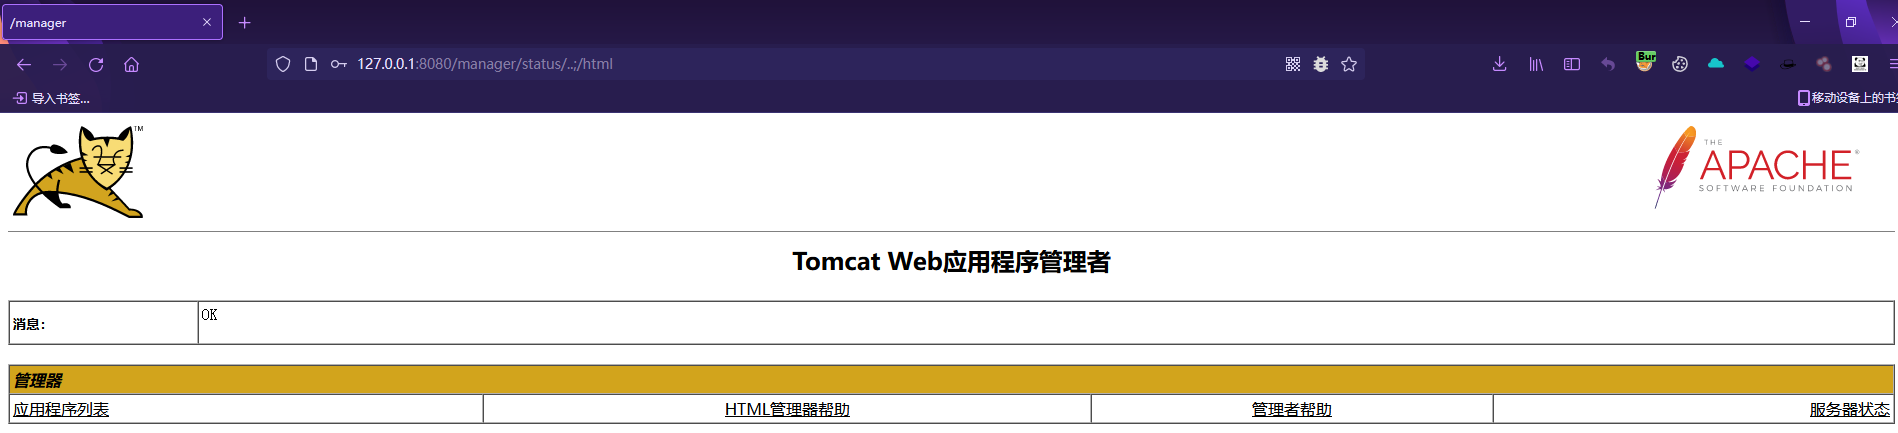 /manager
127.0.0.1:8080/manager/status/..;/html
Bur
导入书签...
移动设备上的书
TM
THE
APACHE®
SOFTWARE FOUNDATION
Tomcat Web应用程序管理者
消息: OK
管理器
应用程序列表 HTML管理器帮助 管理者帮助 服务器状态